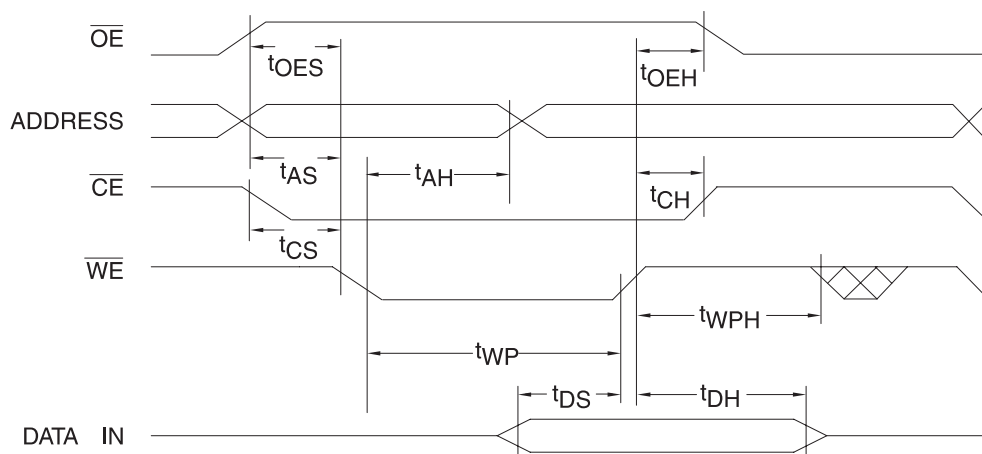 OE
tOES
tOEH
ADDRESS
tAS
tAH
CE
tCH
tCS
WE
tWPH
tWP
tDS
tDH
DATA IN